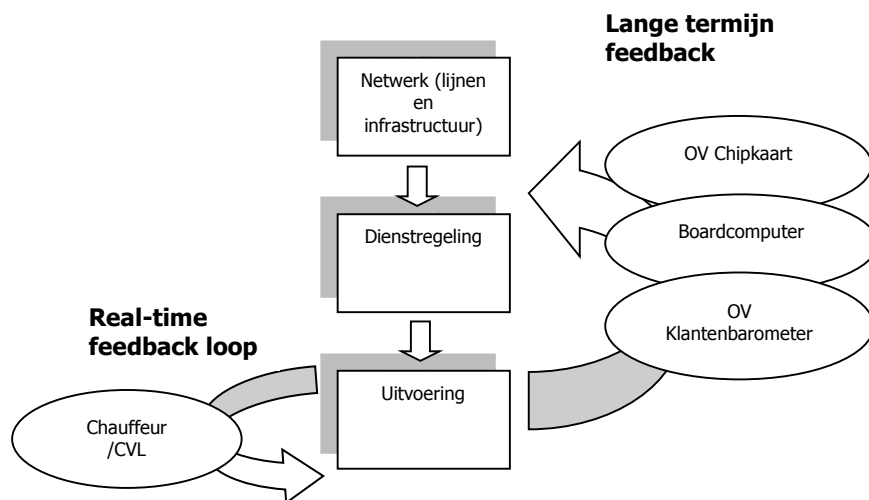 Lange termijn
feedback
Netwerk (lijnen
en
infrastructuur)
OV Chipkaart
Dienstregeling
Boardcomputer
OV
Klantenbarometer
Real-time
feedback loop
Uitvoering
Chauffeur
/CVL